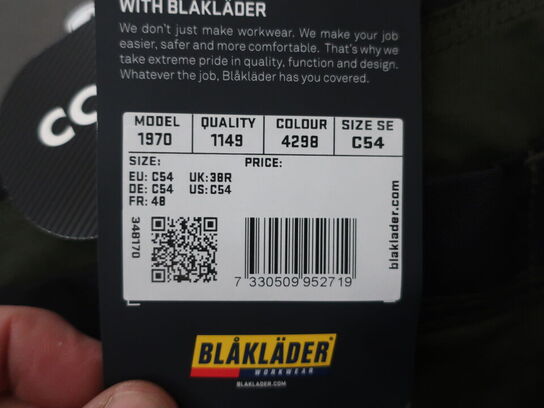 WITH BLÅKLÄDER
We don't just make workwear. We make your job
easier, safer and more comfortable. That's why we
take extreme pride in quality, function and design.
Whatever the job, Blåkläder has you covered.
MODEL QUALITY COLOUR SIZE SE
1970 1149 4298 C54
SIZE: PRICE:
EU: C54 UK:38R
DE: C54 US:C54
FR: 48
348170
7 330509 952719
blaklader.com
BLÅKLÄDER
WORKWEAR
BLAKLADER.COM